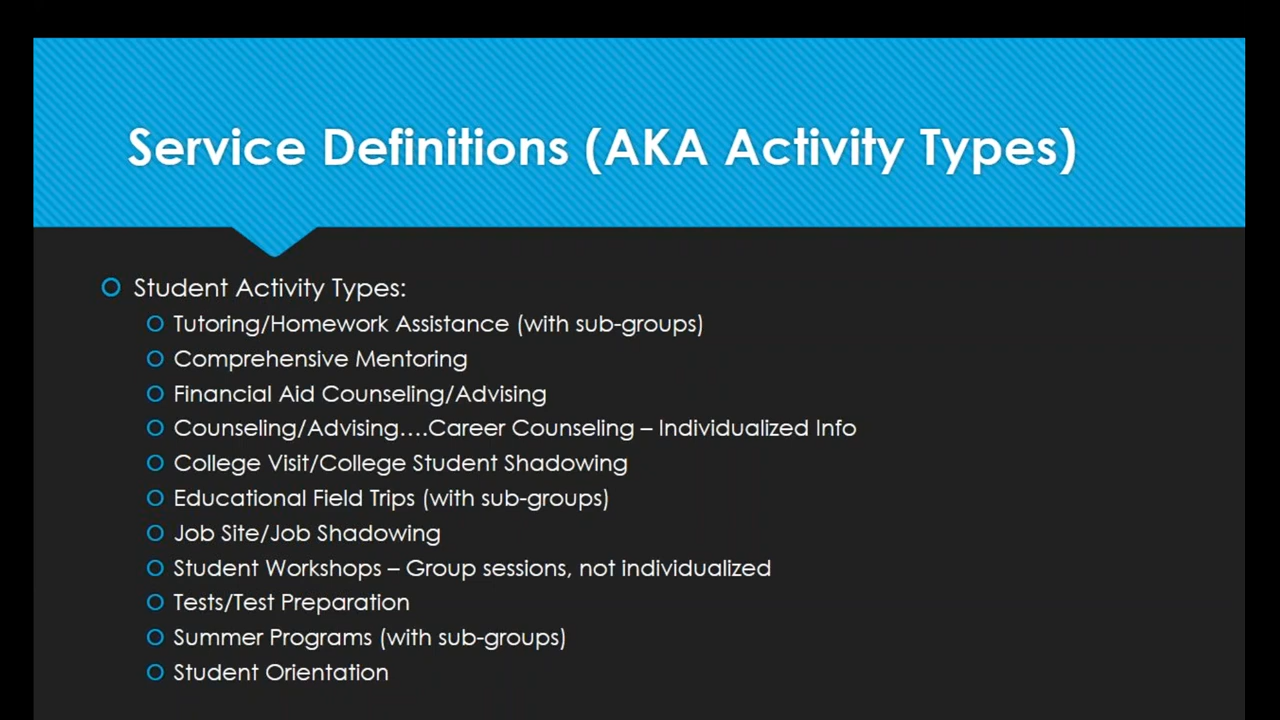 Service Definitions (AKA Activity Types)
Student Activity Types:
Tutoring/Homework Assistance (with sub-groups)
Comprehensive Mentoring
Financial Aid Counseling/Advising
Counseling/Advising....Career Counseling – Individualized Info
College Visit/College Student Shadowing
Educational Field Trips (with sub-groups)
Job Site/Job Shadowing
Student Workshops – Group sessions, not individualized
Tests/Test Preparation
Summer Programs (with sub-groups)
Student Orientation